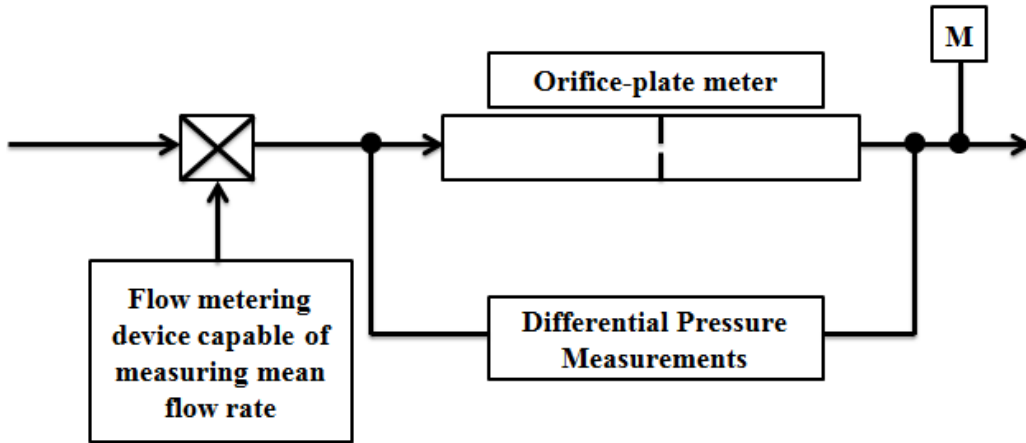 M
Orifice-plate meter
Flow metering
device capable of
measuring mean
flow rate
Differential Pressure
Measurements